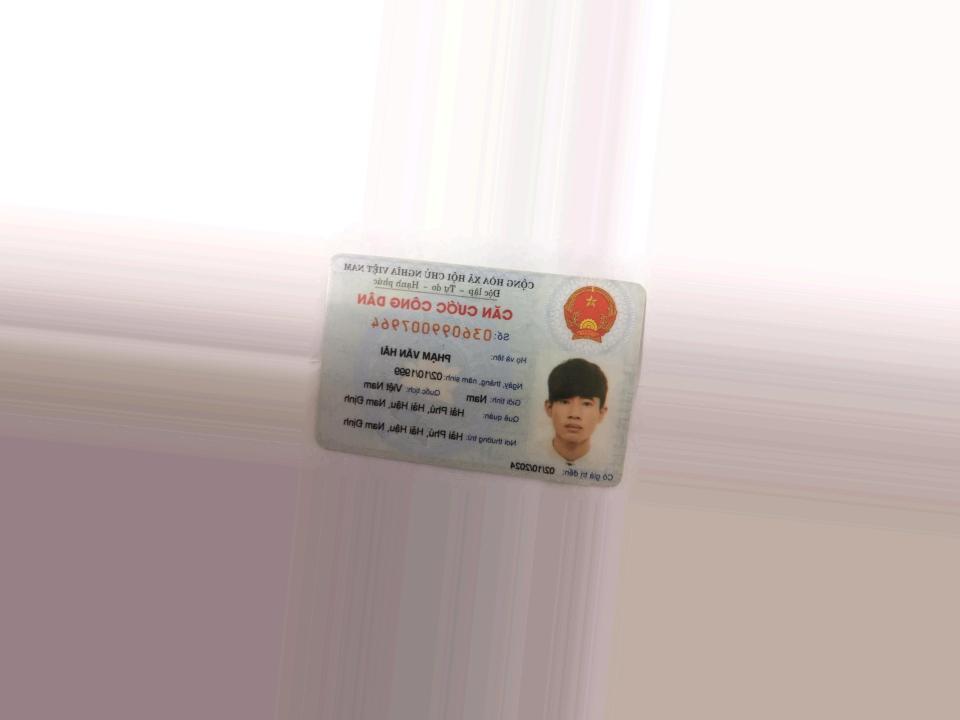 CỘNG HÒA XÃ HỘI CHỦ NGHĨA VIỆT NAM
Độc lập - Tự do - Hạnh phúc
CĂN CƯỚC CÔNG DÂN
Số: 036099007964
Họ và tên: PHẠM VĂN HẢI
Ngày, tháng, năm sinh: 02/10/1999
Giới tính: Nam Quốc tịch: Việt Nam
Quê quán: Hải Phú, Hải Hậu, Nam Định
Nơi thường trú: Hải Phú, Hải Hậu, Nam Định
Có giá trị đến: 02/10/2024